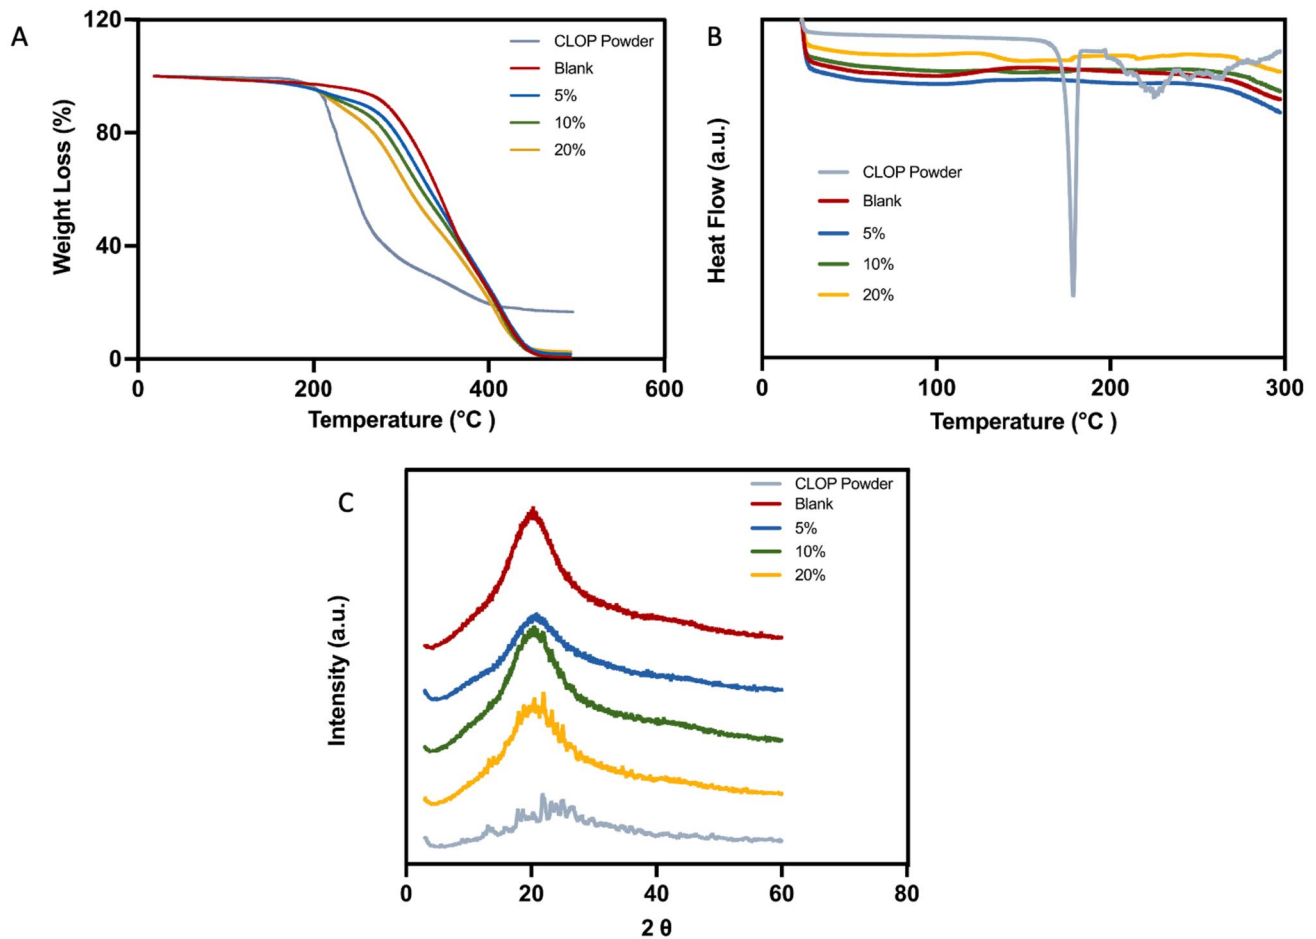 A
120
80
40
0
Weight Loss (%)
CLOP Powder
Blank
5%
10%
20%
0 200 400 600
Temperature (°C )
B
Heat Flow (a.u.)
CLOP Powder
Blank
5%
10%
20%
0 100 200 300
Temperature (°C )
C
Intensity (a.u.)
CLOP Powder
Blank
5%
10%
20%
0 20 40 60 80
2 θ